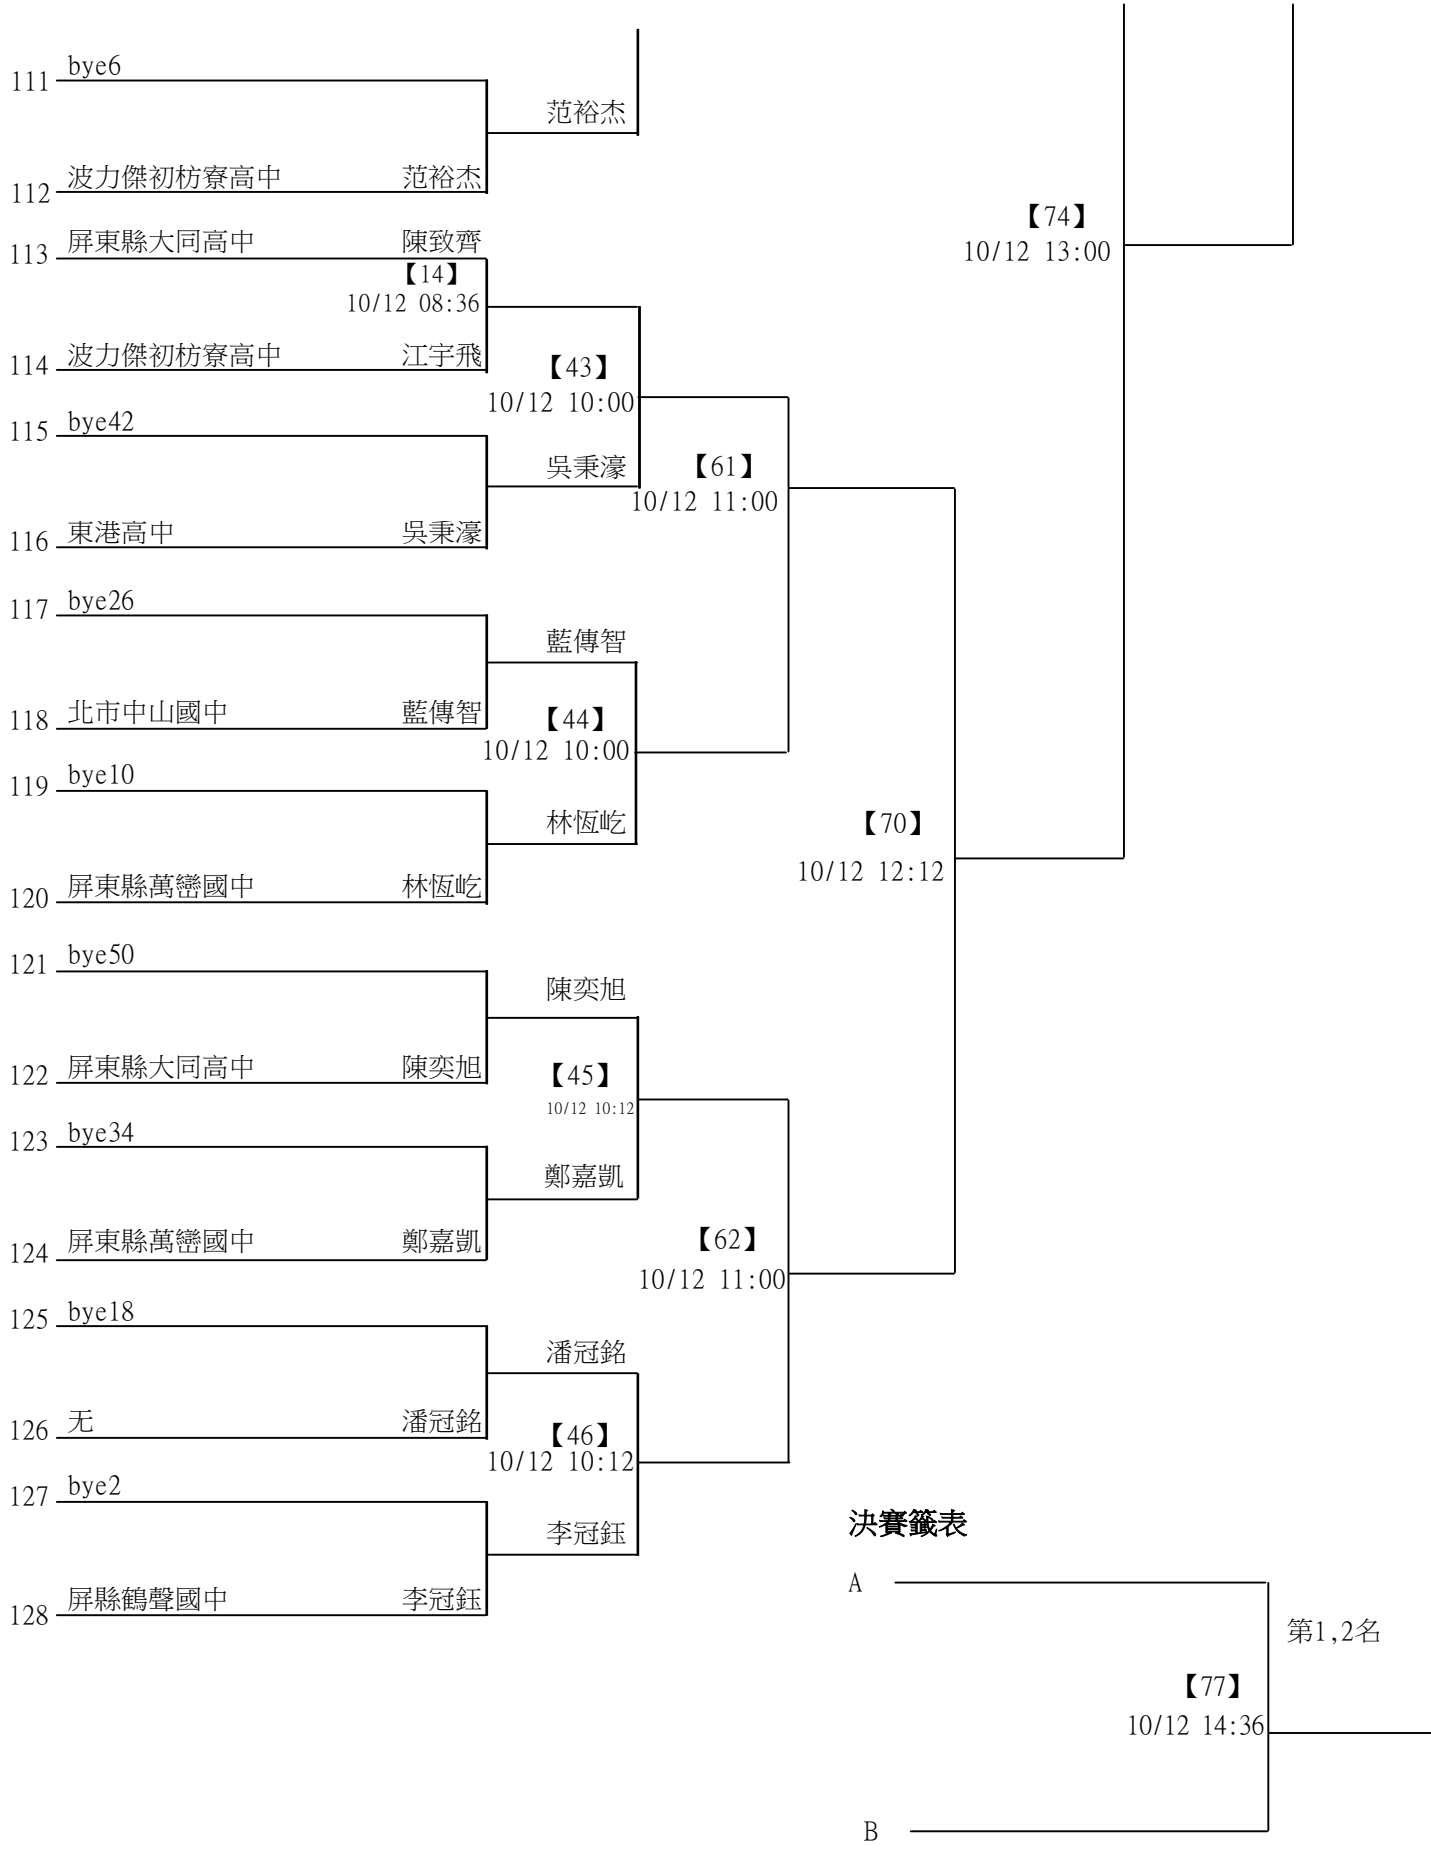 111 bye6
范裕杰
112 波力傑初枋寮高中 范裕杰
【74】
113 屏東縣大同高中 陳致齊
10/12 13:00
【14】
10/12 08:36
114 波力傑初枋寮高中 江宇飛
【43】
10/12 10:00
115 bye42
吳秉濠
【61】
10/12 11:00
116 東港高中 吳秉濠
117 bye26
藍傳智
118 北市中山國中 藍傳智
【44】
10/12 10:00
119 bye10
林恆屹
【70】
10/12 12:12
120 屏東縣萬巒國中 林恆屹
121 bye50
陳奕旭
122 屏東縣大同高中 陳奕旭
【45】
10/12 10:12
123 bye34
鄭嘉凱
124 屏東縣萬巒國中 鄭嘉凱
【62】
10/12 11:00
125 bye18
潘冠銘
126 无 潘冠銘
【46】
10/12 10:12
127 bye2
李冠鈺
決賽籤表
128 屏縣鶴聲國中 李冠鈺
A
第1,2名
【77】
10/12 14:36
B